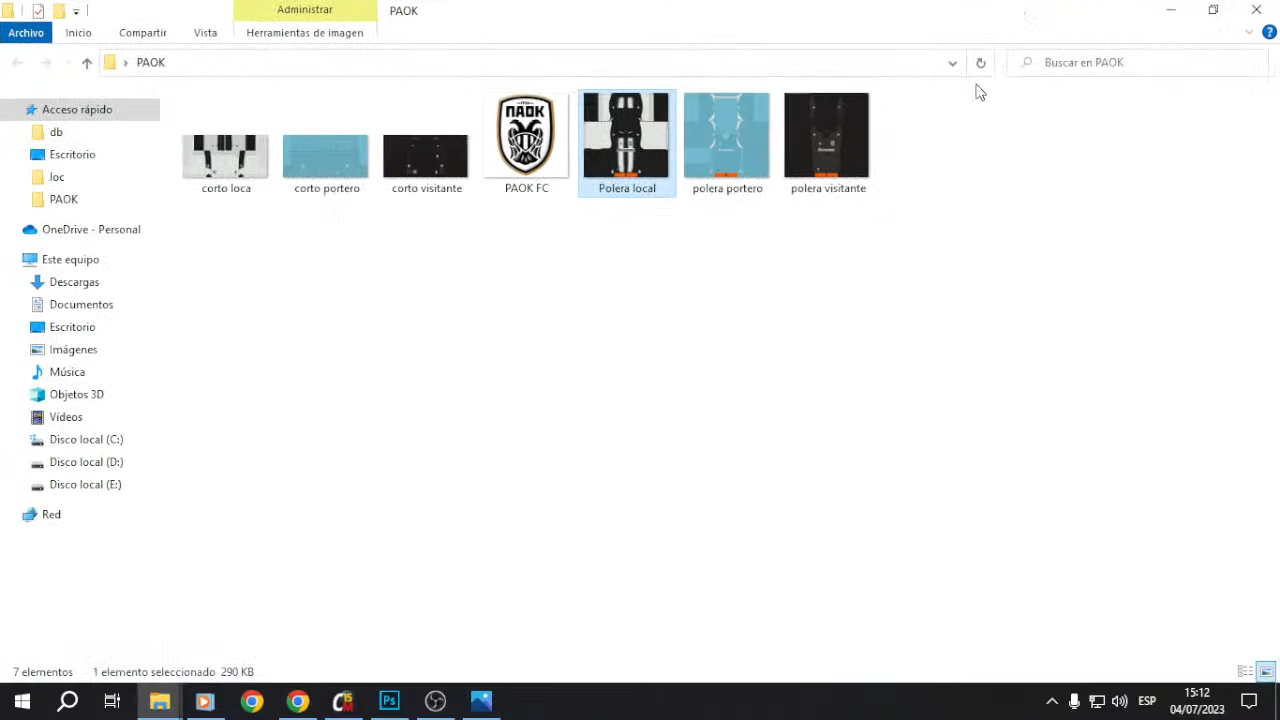 Administrar
PAOK
Archivo
Inicio
Compartir
Vista
Herramientas de imagen
PAOK
Buscar en PAOK
Acceso rápido
db
Escritorio
loc
PAOK
OneDrive - Personal
Este equipo
Descargas
Documentos
Escritorio
Imágenes
Música
Objetos 3D
Vídeos
Disco local (C:)
Disco local (D:)
Disco local (E:)
Red
ΠΑΟΚ
corto loca
corto portero
corto visitante
PAOK FC
Polera local
polera portero
polera visitante
7 elementos
1 elemento seleccionado 290 KB
Ps
ESP
15:12
04/07/2023